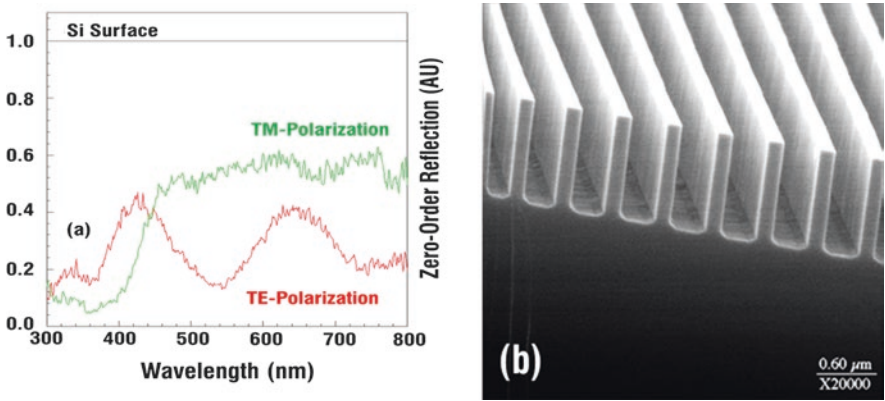 Si Surface
1.0
0.8
0.6
0.4
0.2
0.0
TM-Polarization
(a)
TE-Polarization
300
400
500
600
700
800
Wavelength (nm)
Zero-Order Reflection (AU)
(b)
0.60 μm
X20000